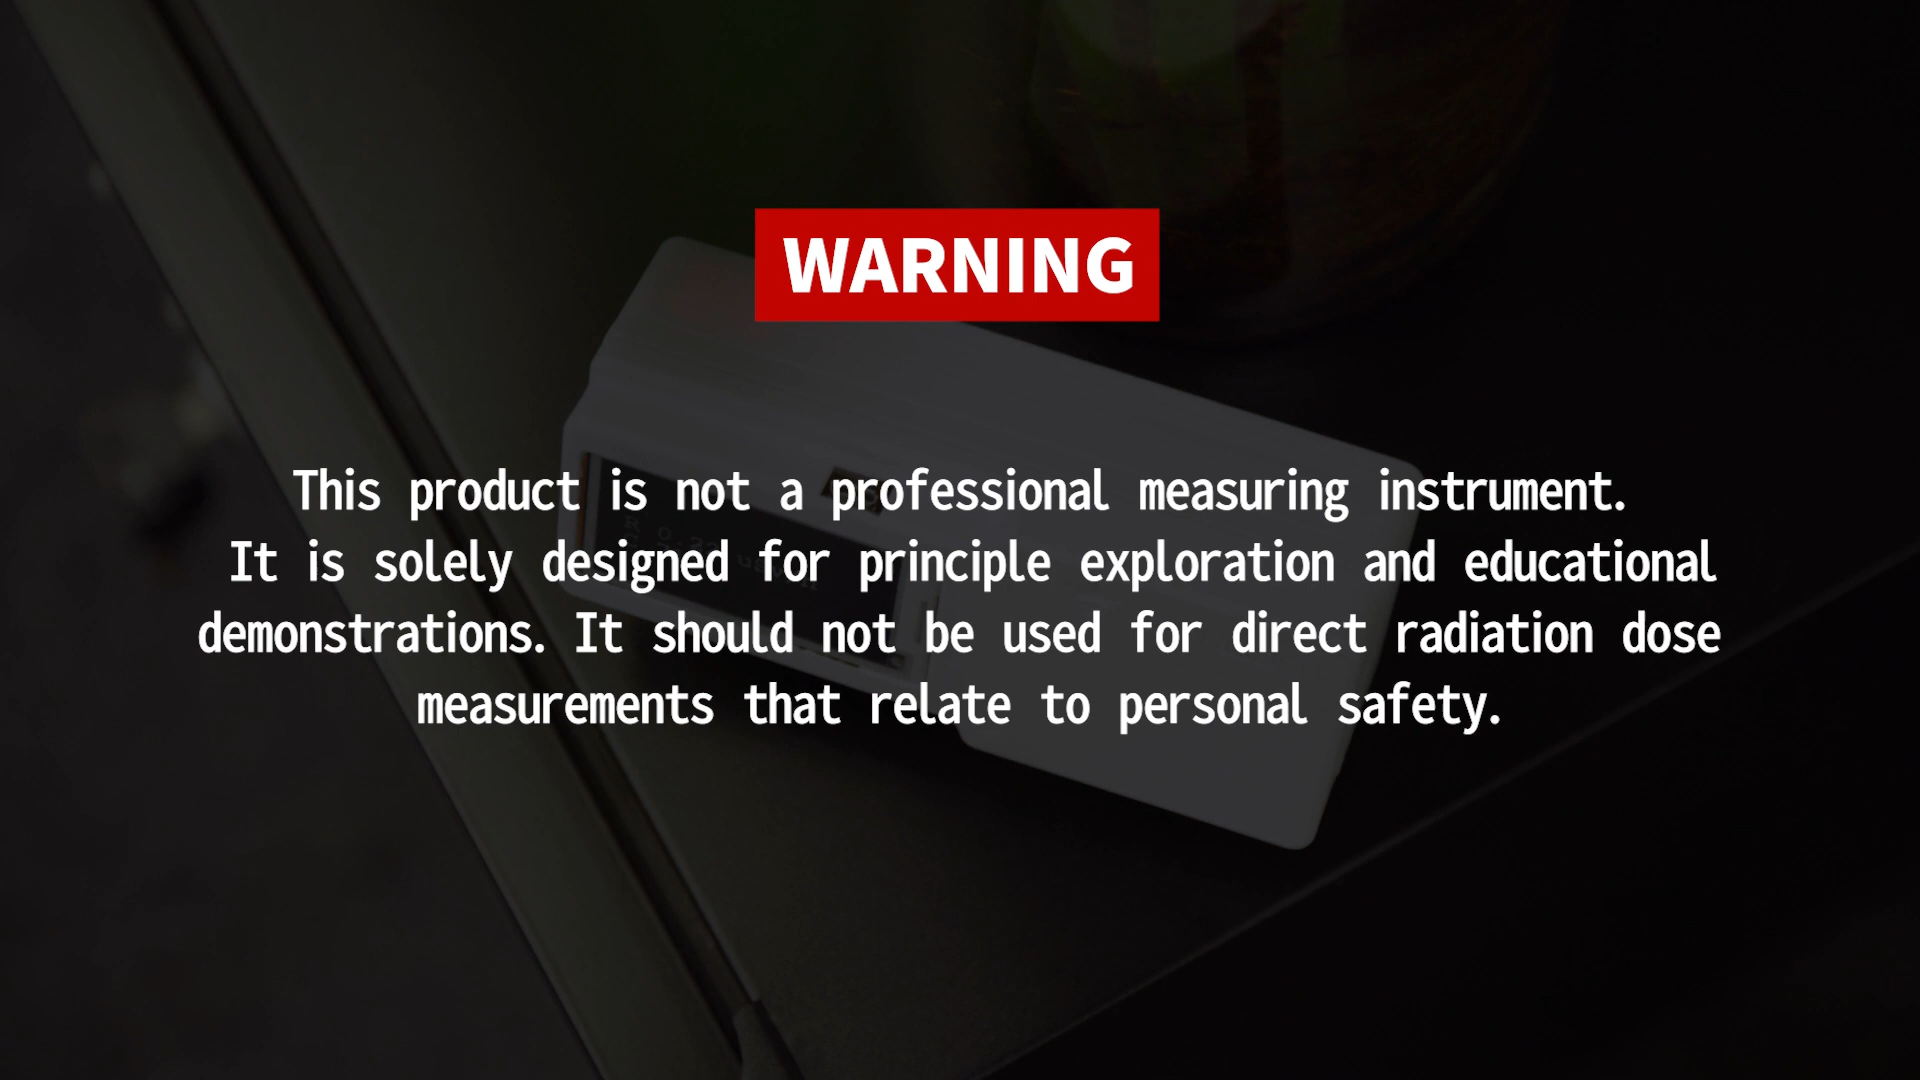 WARNING
This product is not a professional measuring instrument.
It is solely designed for principle exploration and educational
demonstrations. It should not be used for direct radiation dose
measurements that relate to personal safety.